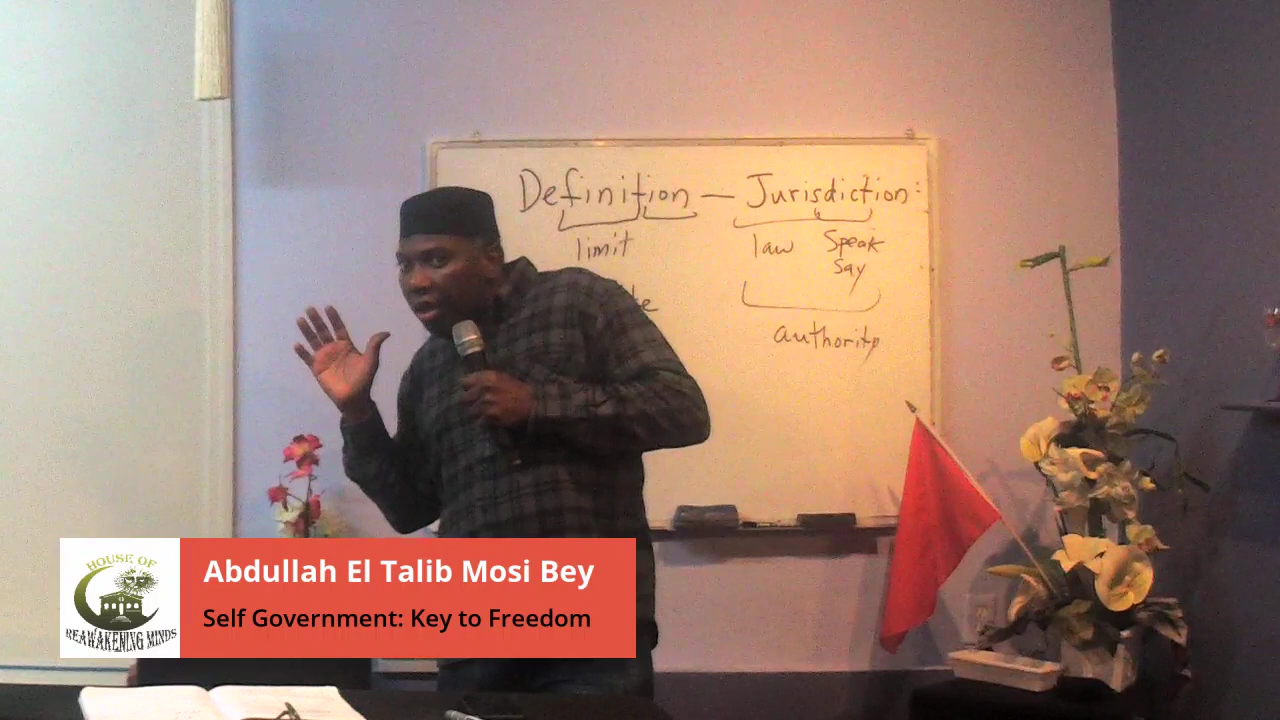 Definition — Jurisdiction:
limit
law Speak
Say
authority
HOUSE OF
REAWAKENING MINDS
Abdullah El Talib Mosi Bey
Self Government: Key to Freedom